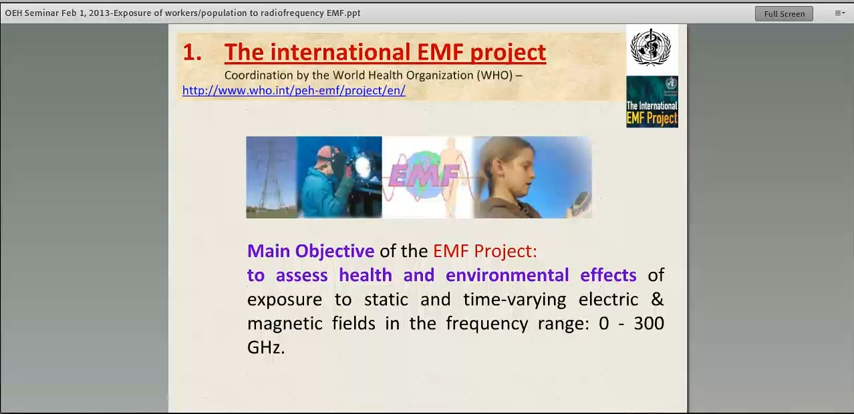 OEH Seminar Feb 1, 2013-Exposure of workers/population to radiofrequency EMF.ppt
Full Screen
1. The international EMF project
Coordination by the World Health Organization (WHO) –
http://www.who.int/peh-emf/project/en/
The International
EMF Project
EMF
Main Objective of the EMF Project:
to assess health and environmental effects of
exposure to static and time-varying electric &
magnetic fields in the frequency range: 0 - 300
GHz.